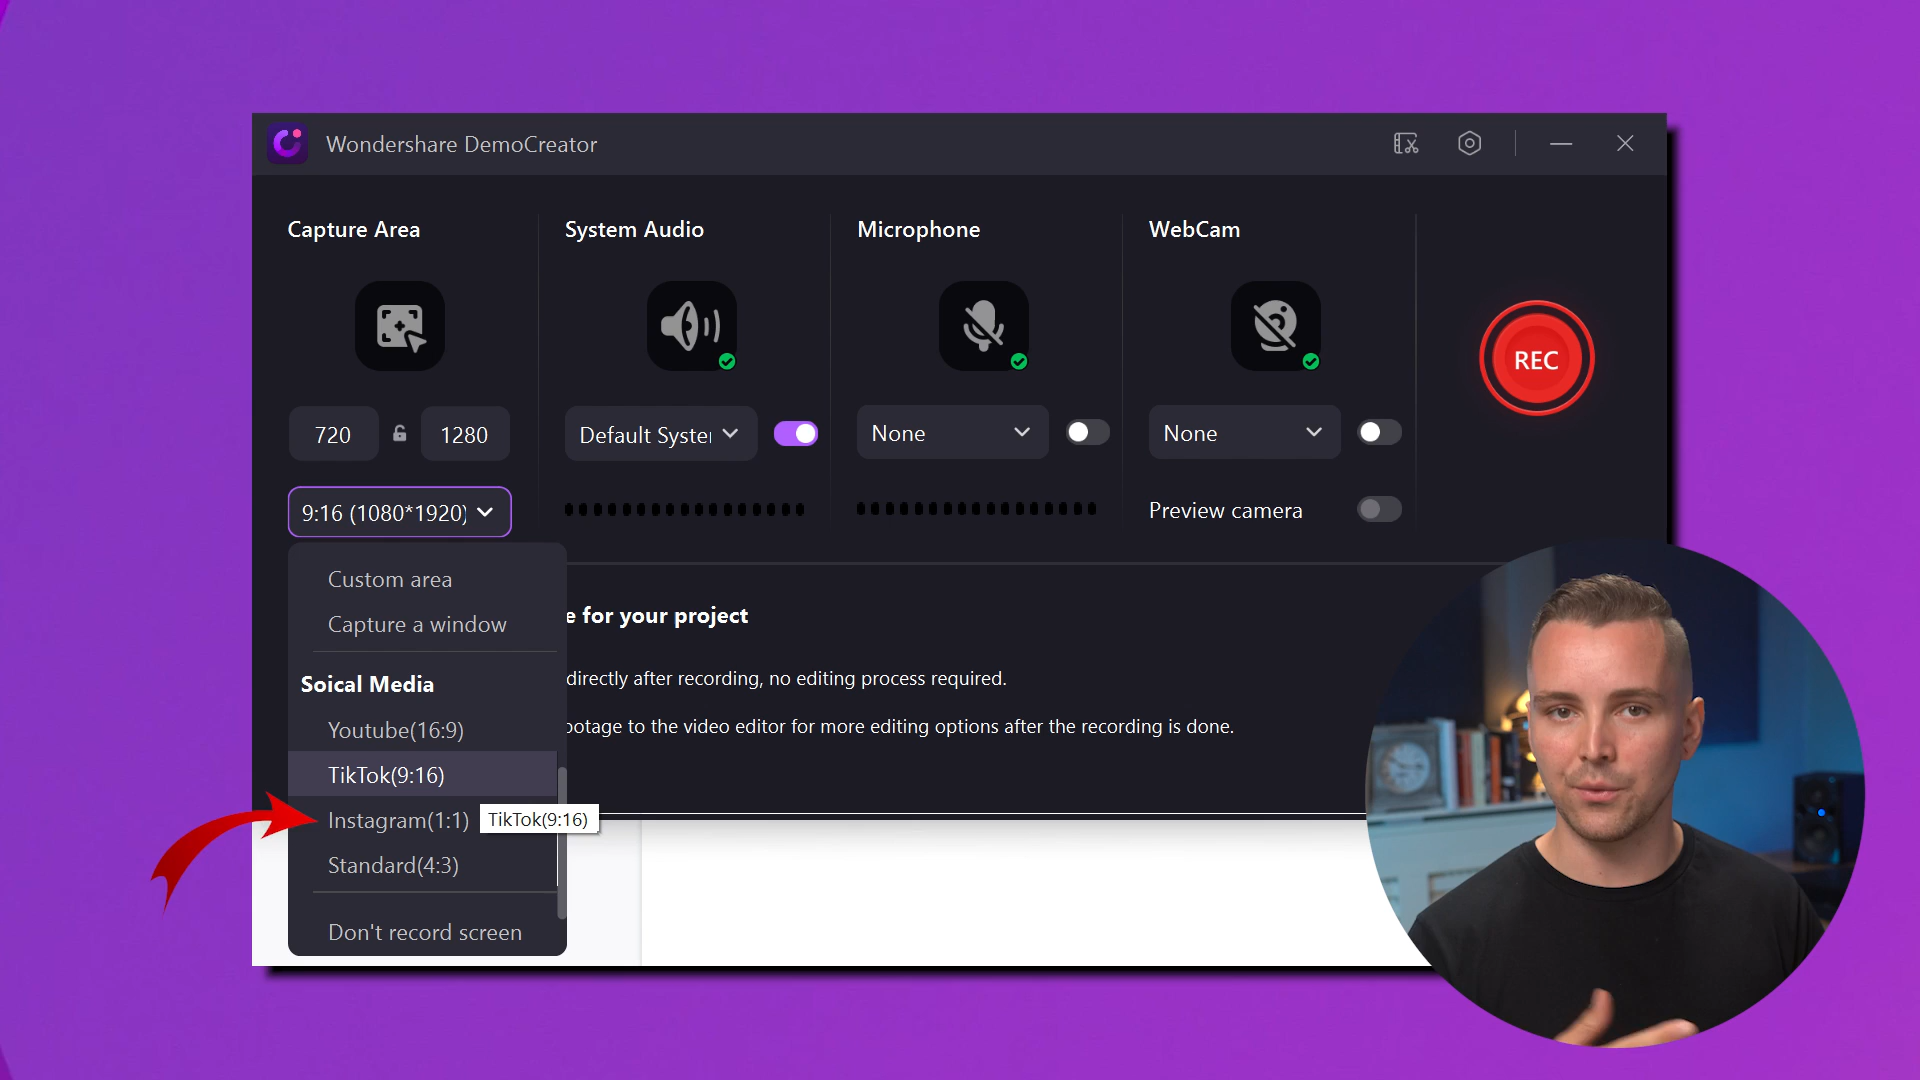 Wondershare DemoCreator
Capture Area
System Audio
Microphone
WebCam
REC
720
1280
Default Syster
None
None
9:16 (1080*1920)
Preview camera
Custom area
Capture a window
Soical Media
Youtube(16:9)
TikTok(9:16)
Instagram(1:1)
TikTok(9:16)
Standard(4:3)
Don't record screen
e for your project
directly after recording, no editing process required.
ootage to the video editor for more editing options after the recording is done.